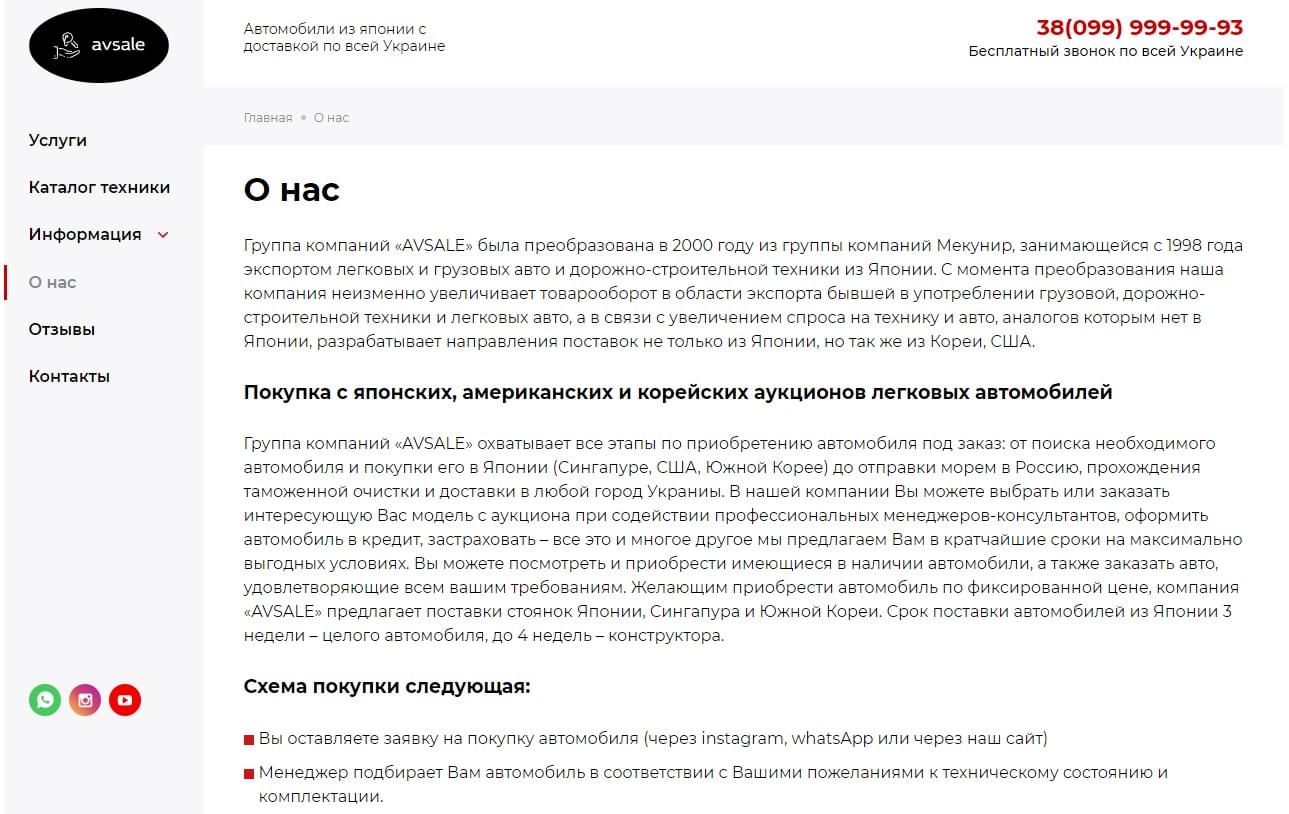 avsale
Автомобили из японии с
доставкой по всей Украине
38(099) 999-99-93
Бесплатный звонок по всей Украине
Услуги
Каталог техники
Информация
О нас
Отзывы
Контакты
Главная • О нас
О нас
Группа компаний «AVSALE» была преобразована в 2000 году из группы компаний Мекунир, занимающейся с 1998 года
экспортом легковых и грузовых авто и дорожно-строительной техники из Японии. С момента преобразования наша
компания неизменно увеличивает товарооборот в области экспорта бывшей в употреблении грузовой, дорожно-
строительной техники и легковых авто, а в связи с увеличением спроса на технику и авто, аналогов которым нет в
Японии, разрабатывает направления поставок не только из Японии, но так же из Кореи, США.
Покупка с японских, американских и корейских аукционов легковых автомобилей
Группа компаний «AVSALE» охватывает все этапы по приобретению автомобиля под заказ: от поиска необходимого
автомобиля и покупки его в Японии (Сингапуре, США, Южной Корее) до отправки морем в Россию, прохождения
таможенной очистки и доставки в любой город Украниы. В нашей компании Вы можете выбрать или заказать
интересующую Вас модель с аукциона при содействии профессиональных менеджеров-консультантов, оформить
автомобиль в кредит, застраховать – все это и многое другое мы предлагаем Вам в кратчайшие сроки на максимально
выгодных условиях. Вы можете посмотреть и приобрести имеющиеся в наличии автомобили, а также заказать авто,
удовлетворяющие всем вашим требованиям. Желающим приобрести автомобиль по фиксированной цене, компания
«AVSALE» предлагает поставки стоянок Японии, Сингапура и Южной Кореи. Срок поставки автомобилей из Японии 3
недели – целого автомобиля, до 4 недель – конструктора.
Схема покупки следующая:
Вы оставляете заявку на покупку автомобиля (через instagram, whatsApp или через наш сайт)
Менеджер подбирает Вам автомобиль в соответствии с Вашими пожеланиями к техническому состоянию и
комплектации.